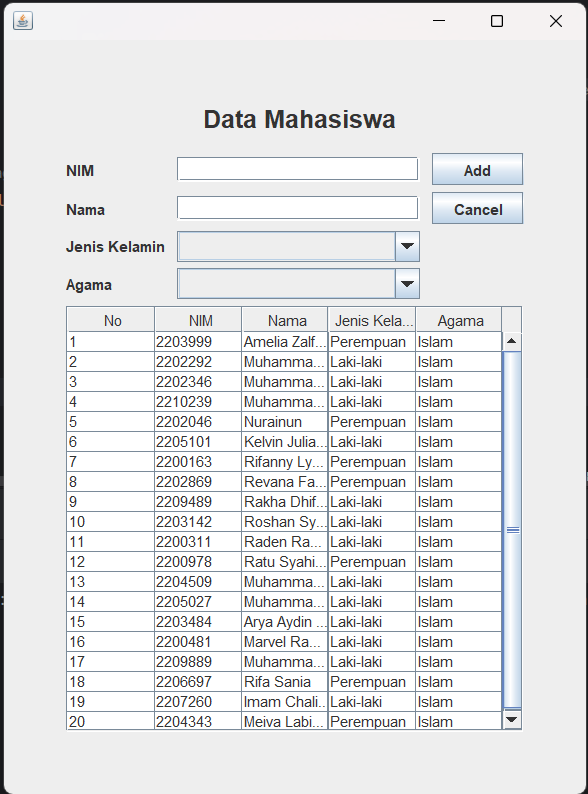 Data Mahasiswa
NIM Add
Nama Cancel
Jenis Kelamin
Agama
No NIM Nama Jenis Kela... Agama
1 2203999 Amelia Zalf... Perempuan Islam
2 2202292 Muhamma... Laki-laki Islam
3 2202346 Muhamma... Laki-laki Islam
4 2210239 Muhamma... Laki-laki Islam
5 2202046 Nurainun Perempuan Islam
6 2205101 Kelvin Julia... Laki-laki Islam
7 2200163 Rifanny Ly... Perempuan Islam
8 2202869 Revana Fa... Perempuan Islam
9 2209489 Rakha Dhif... Laki-laki Islam
10 2203142 Roshan Sy... Laki-laki Islam
11 2200311 Raden Ra... Laki-laki Islam
12 2200978 Ratu Syahi... Perempuan Islam
13 2204509 Muhamma... Laki-laki Islam
14 2205027 Muhamma... Laki-laki Islam
15 2203484 Arya Aydin ... Laki-laki Islam
16 2200481 Marvel Ra... Laki-laki Islam
17 2209889 Muhamma... Laki-laki Islam
18 2206697 Rifa Sania Perempuan Islam
19 2207260 Imam Chali... Laki-laki Islam
20 2204343 Meiva Labi... Perempuan Islam